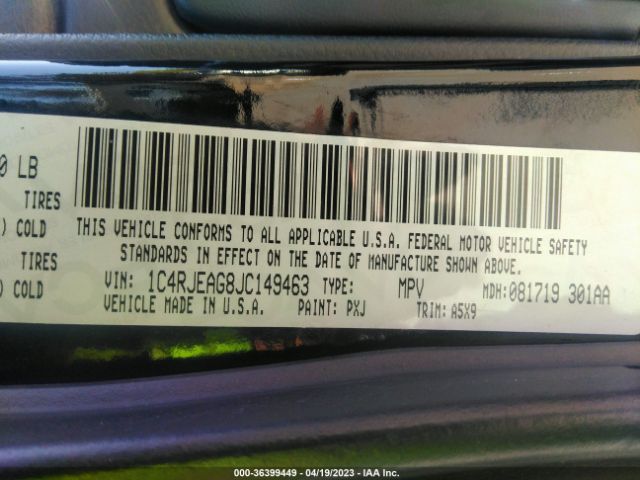 0 LB
TIRES
) COLD
TIRES
) COLD
THIS VEHICLE CONFORMS TO ALL APPLICABLE U.S.A. FEDERAL MOTOR VEHICLE SAFETY
STANDARDS IN EFFECT ON THE DATE OF MANUFACTURE SHOWN ABOVE.
VIN: 1C4RJEAG8JC149463 TYPE: MPV MDH:081719 301AA
VEHICLE MADE IN U.S.A. PAINT: PXJ TRIM: A5X9
000-36399449 - 04/19/2023 - IAA Inc.